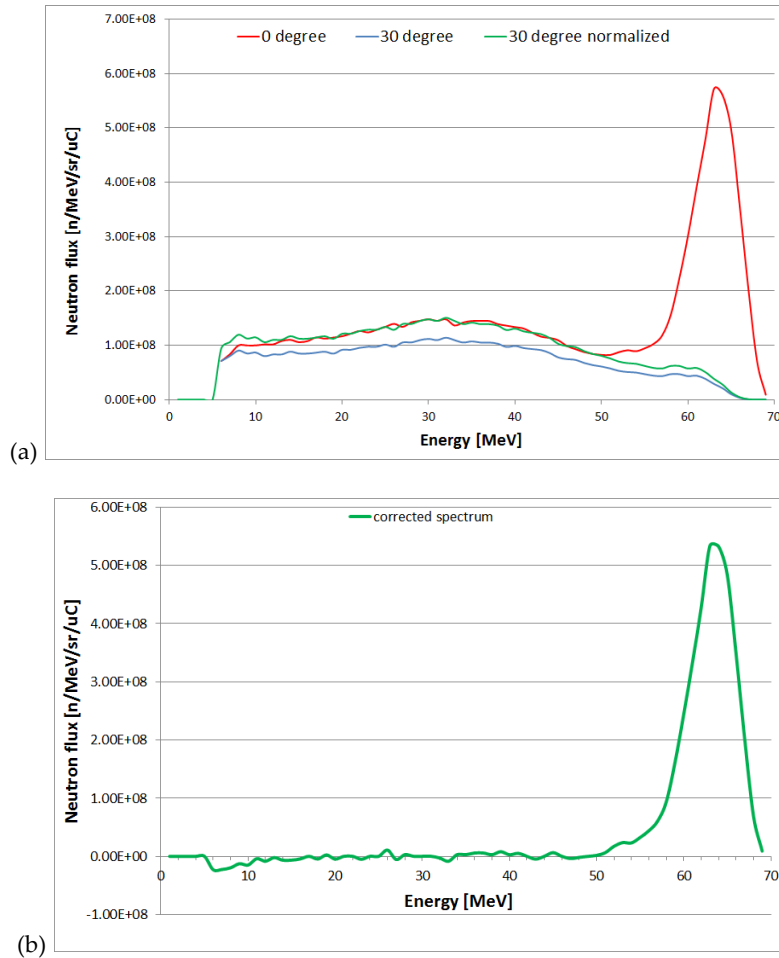 7.00E+08
0 degree 30 degree 30 degree normalized
6.00E+08
5.00E+08
4.00E+08
3.00E+08
2.00E+08
1.00E+08
0.00E+00
Neutron flux [n/MeV/sr/uC]
0 10 20 30 40 50 60 70
Energy [MeV]
(a)
6.00E+08
corrected spectrum
5.00E+08
4.00E+08
3.00E+08
2.00E+08
1.00E+08
0.00E+00
-1.00E+08
Neutron flux [n/MeV/sr/uC]
0 10 20 30 40 50 60 70
Energy [MeV]
(b)